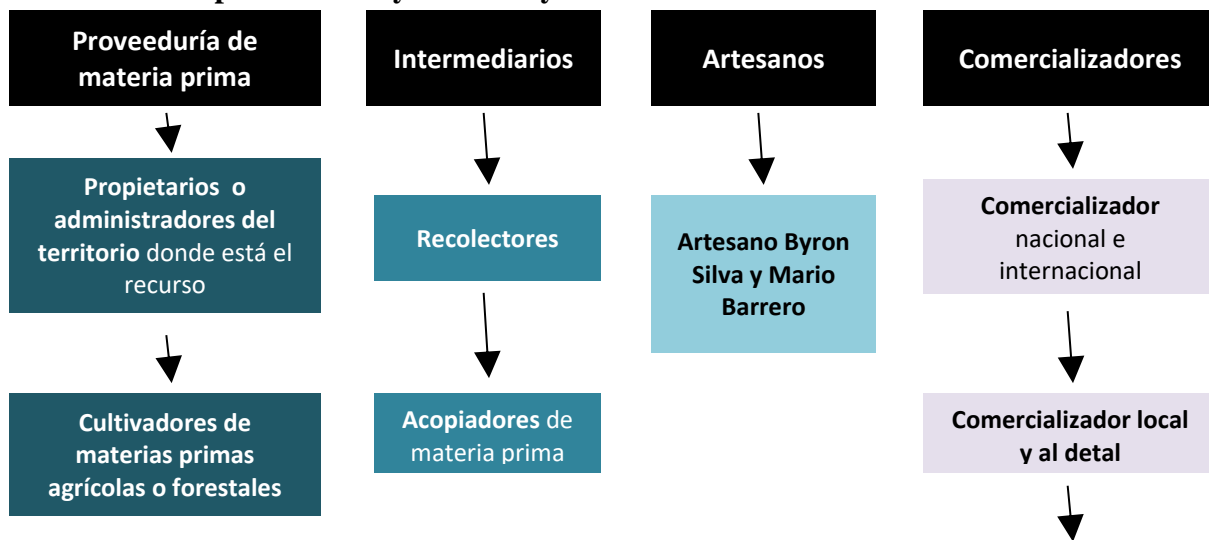 Proveeduría de
materia prima
Intermediarios
Artesanos
Comercializadores
Propietarios o
administradores del
territorio donde está el
recurso
Recolectores
Artesano Byron
Silva y Mario
Barrero
Comercializador
nacional e
internacional
Cultivadores de
materias primas
agrícolas o forestales
Acopiadores de
materia prima
Comercializador local
y al detal